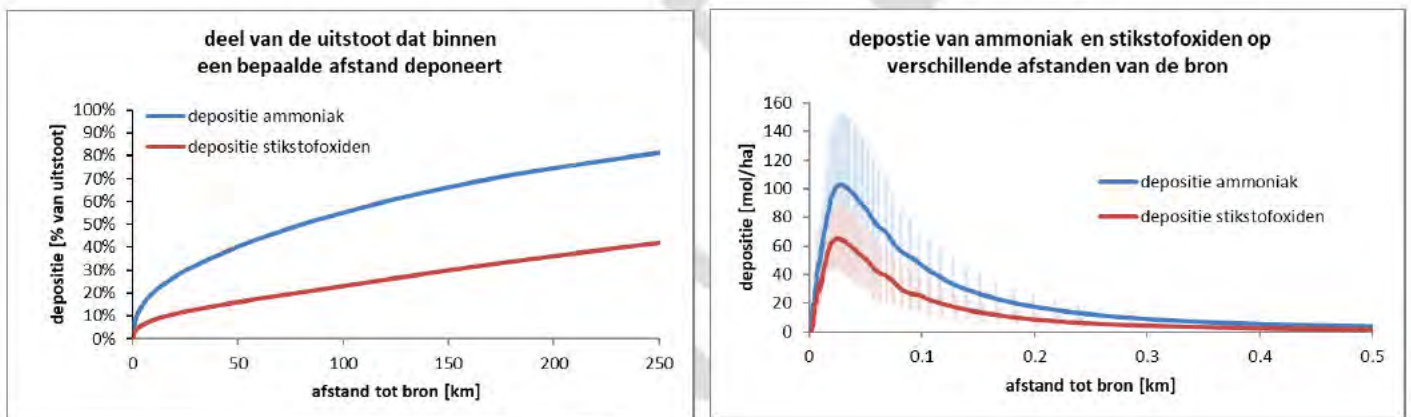 deel van de uitstoot dat binnen
een bepaalde afstand deponeert
depositie [% van uitstoot]
100%
90%
80%
70%
60%
50%
40%
30%
20%
10%
0%
depositie ammoniak
depositie stikstofoxiden
0
50
100
150
200
250
afstand tot bron [km]
depostie van ammoniak en stikstofoxiden op
verschillende afstanden van de bron
depositie [mol/ha]
160
140
120
100
80
60
40
20
0
depositie ammoniak
depositie stikstofoxiden
0
0.1
0.2
0.3
0.4
0.5
afstand tot bron [km]